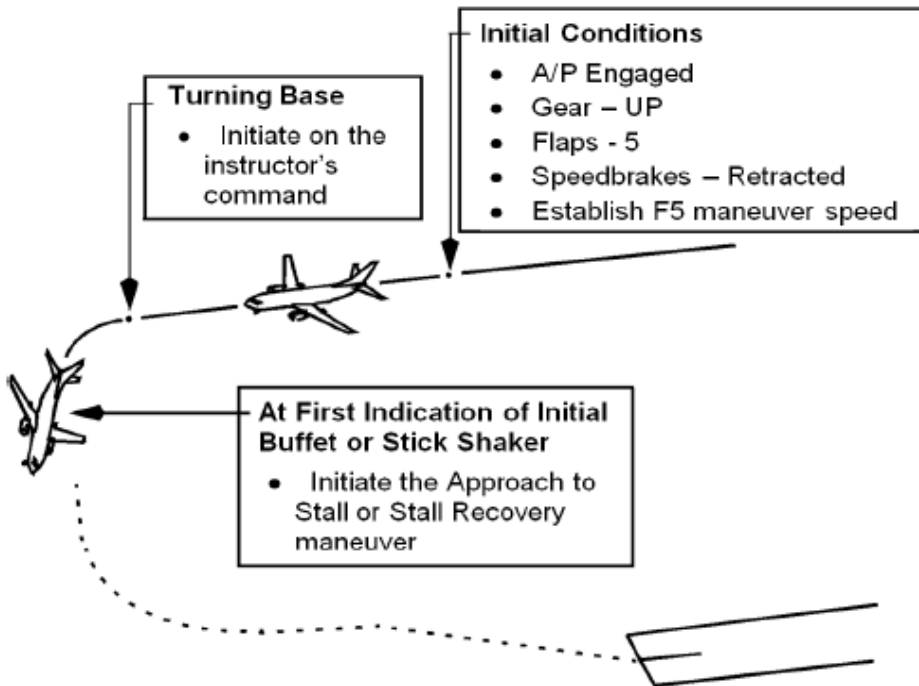 Initial Conditions
• A/P Engaged
• Gear – UP
• Flaps - 5
• Speedbrakes – Retracted
• Establish F5 maneuver speed
Turning Base
• Initiate on the
instructor's
command
At First Indication of Initial
Buffet or Stick Shaker
• Initiate the Approach to
Stall or Stall Recovery
maneuver